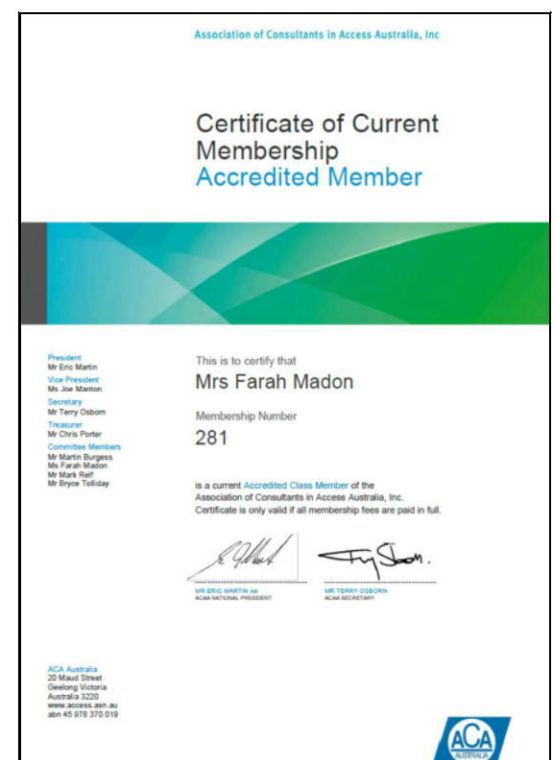 Association of Consultants in Access Australia, Inc
Certificate of Current
Membership
Accredited Member
President
Mr Eric Martin
Vice President
Ms Joe Manton
Secretary
Mr Terry Osborn
Treasurer
Mr Chris Porter
Committee Members
Mr Martin Burgess
Ms Farah Madon
Mr Mark Relf
Mr Bryce Tolliday
This is to certify that
Mrs Farah Madon
Membership Number
281
is a current Accredited Class Member of the
Association of Consultants in Access Australia, Inc.
Certificate is only valid if all membership fees are paid in full.
MR ERIC MARTIN AM
ACAA NATIONAL PRESIDENT
MR TERRY OSBORN
ACAA SECRETARY
ACA Australia
20 Maud Street
Geelong Victoria
Australia 3220
www.access.asn.au
abn 45 978 370 019
ACA
AUSTRALIA